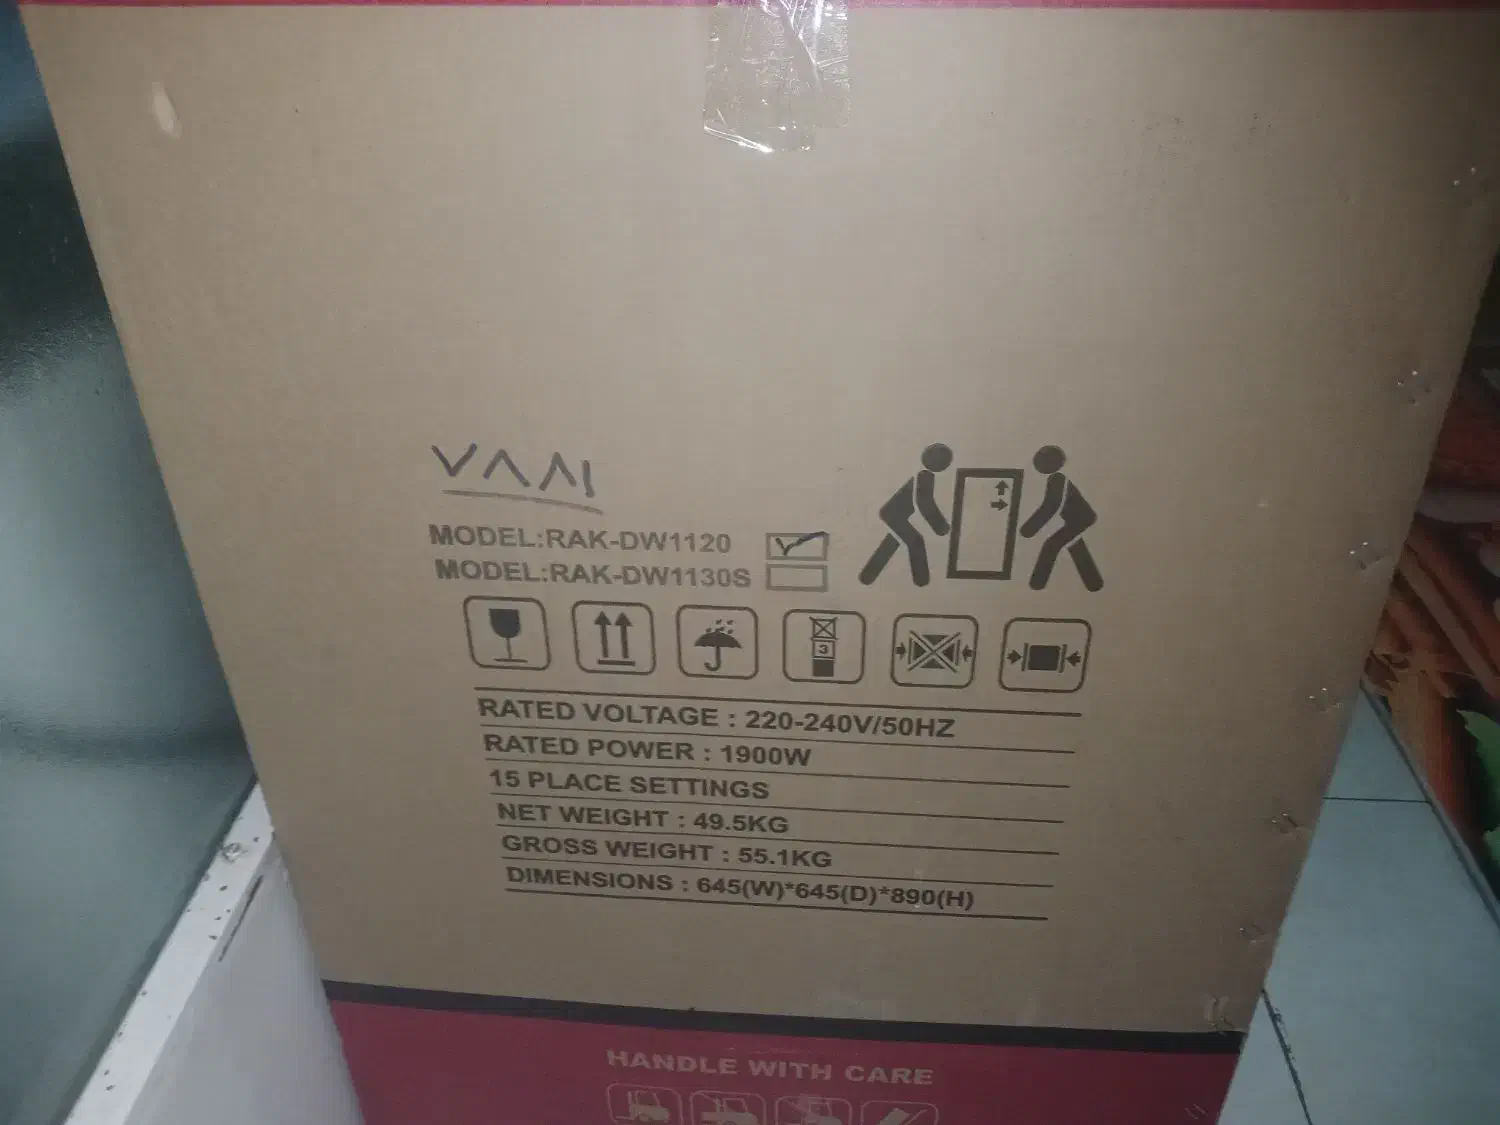 MODEL:RAK-DW1120
MODEL:RAK-DW1130S
3
RATED VOLTAGE : 220-240V/50HZ
RATED POWER : 1900W
15 PLACE SETTINGS
NET WEIGHT : 49.5KG
GROSS WEIGHT : 55.1KG
DIMENSIONS : 645(W)*645(D)*890(H)
HANDLE WITH CARE